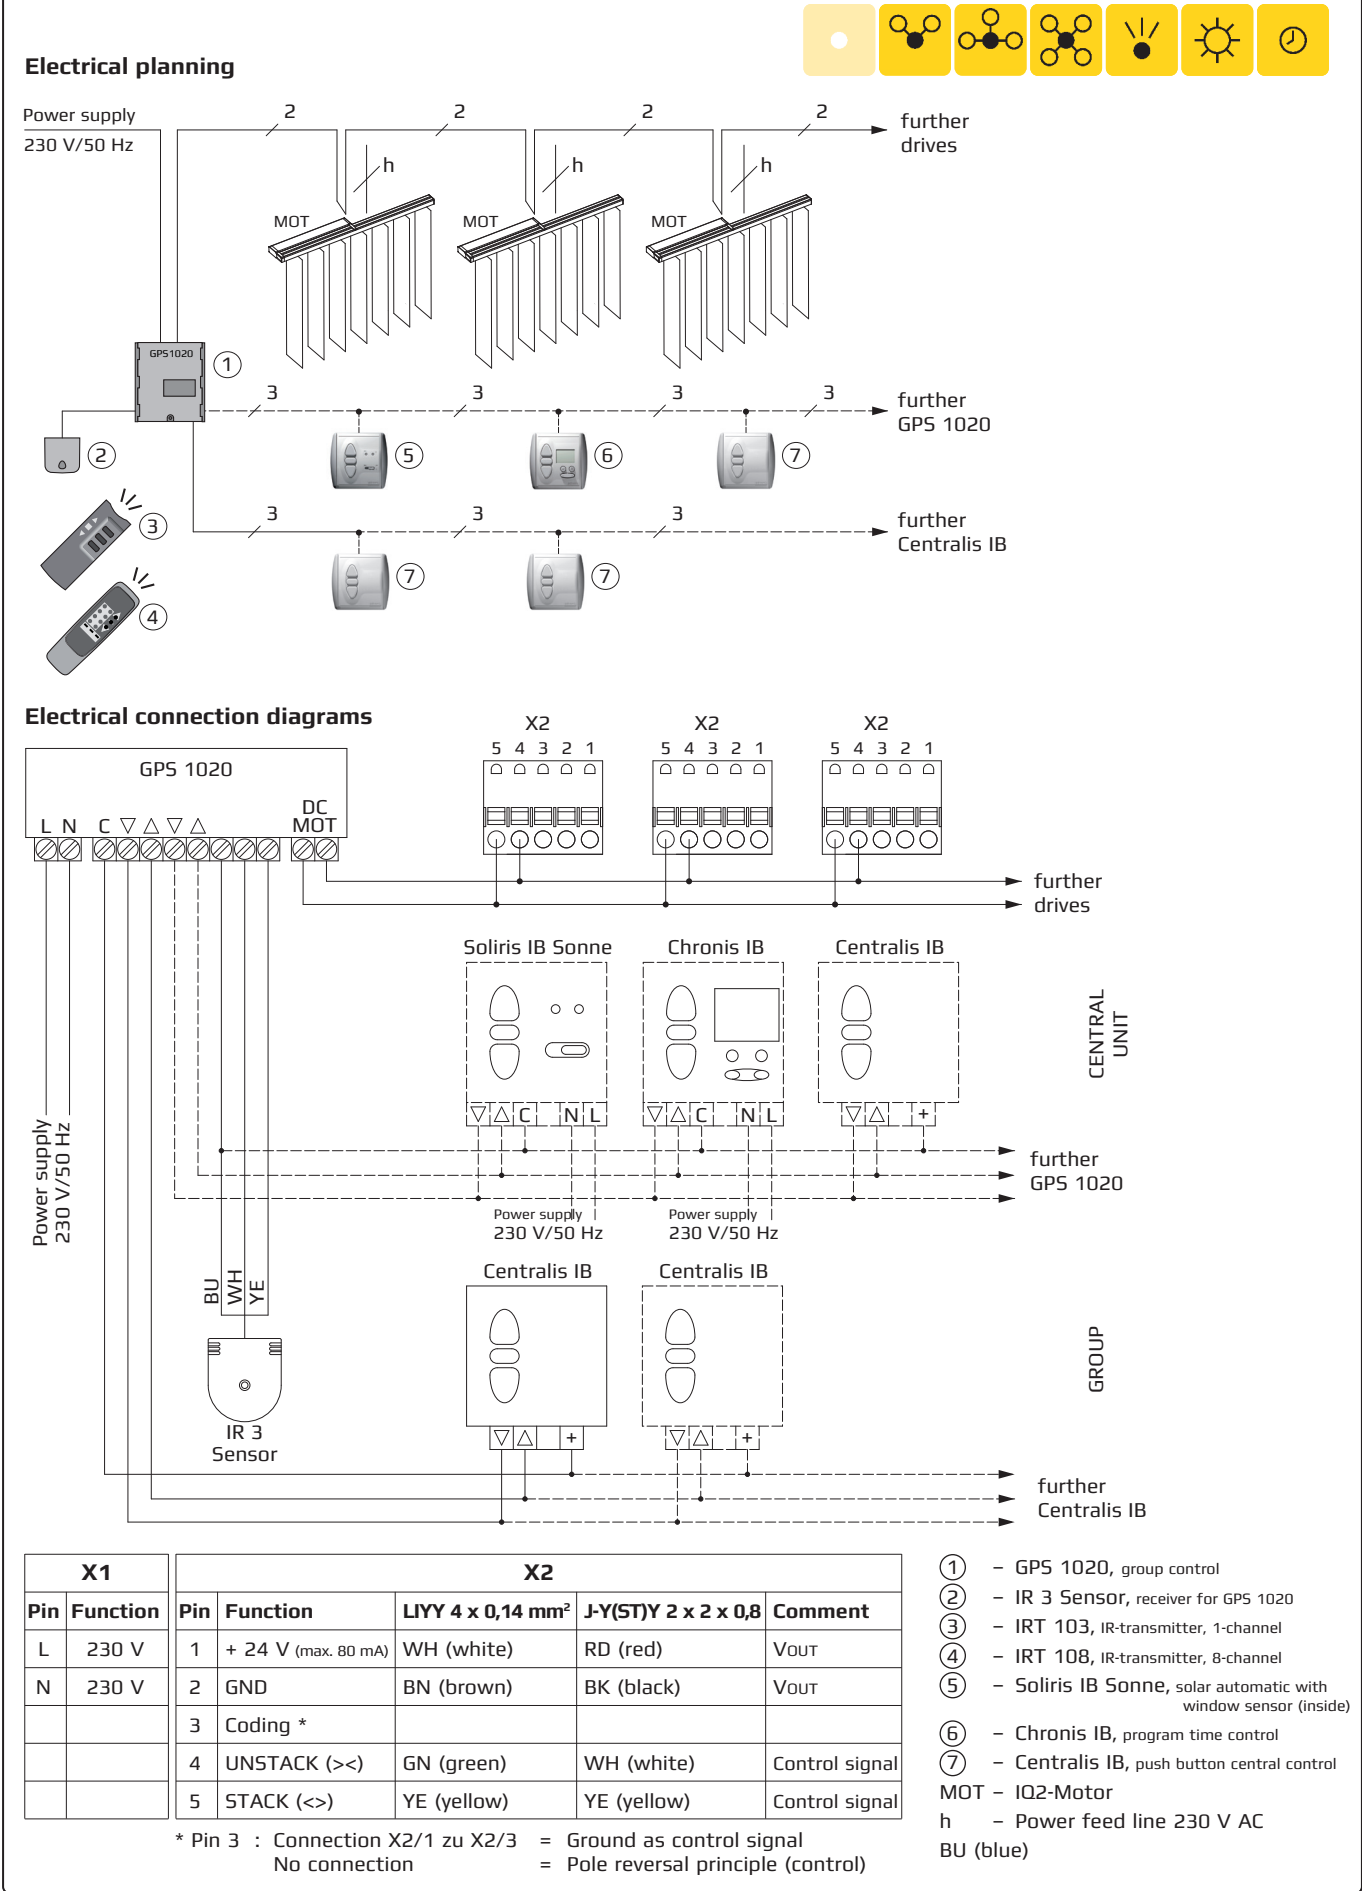 Electrical planning
Power supply
230 V/50 Hz
2
2
2
2
further
drives
h
h
h
MOT
MOT
MOT
GPS1020
1
3
3
3
3
further
GPS 1020
2
5
6
7
3
3
3
3
further
Centralis IB
7
7
4
Electrical connection diagrams
X2
X2
X2
5 4 3 2 1
5 4 3 2 1
5 4 3 2 1
GPS 1020
DC
MOT
L N C ▽ △ ▽ △
further
drives
Soliris IB Sonne
Chronis IB
Centralis IB
CENTRAL
UNIT
▽ △ C N L
▽ △ C N L
▽ △ +
further
GPS 1020
Power supply
230 V/50 Hz
Power supply
230 V/50 Hz
Power supply
230 V/50 Hz
BU
WH
YE
Centralis IB
Centralis IB
GROUP
IR 3
Sensor
▽ △ +
▽ △ +
further
Centralis IB
X1
Pin Function
L 230 V
N 230 V
X2
Pin Function LIYY 4 x 0,14 mm² J-Y(ST)Y 2 x 2 x 0,8 Comment
1 + 24 V (max. 80 mA) WH (white) RD (red) VOUT
2 GND BN (brown) BK (black) VOUT
3 Coding *
4 UNSTACK (><) GN (green) WH (white) Control signal
5 STACK (<>) YE (yellow) YE (yellow) Control signal
* Pin 3 : Connection X2/1 zu X2/3 = Ground as control signal
No connection = Pole reversal principle (control)
1 – GPS 1020, group control
2 – IR 3 Sensor, receiver for GPS 1020
3 – IRT 103, IR-transmitter, 1-channel
4 – IRT 108, IR-transmitter, 8-channel
5 – Soliris IB Sonne, solar automatic with
window sensor (inside)
6 – Chronis IB, program time control
7 – Centralis IB, push button central control
MOT – IQ2-Motor
h – Power feed line 230 V AC
BU (blue)